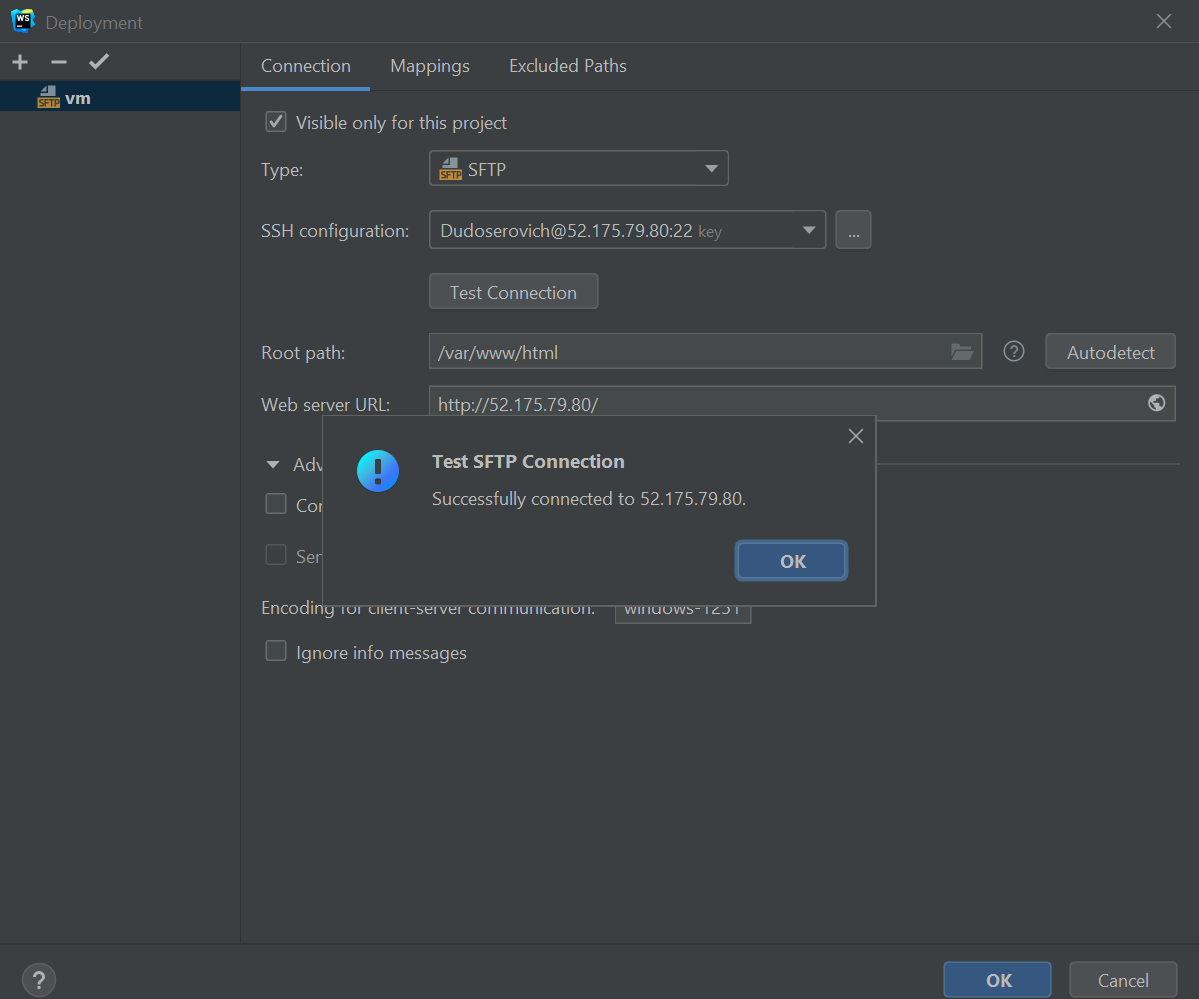 WS Deployment
SFTP vm
Connection Mappings Excluded Paths
Visible only for this project
Type: SFTP SFTP
SSH configuration: Dudoserovich@52.175.79.80:22 key ...
Test Connection
Root path: /var/www/html ? Autodetect
Web server URL: http://52.175.79.80/
Adv
Test SFTP Connection
Successfully connected to 52.175.79.80.
OK
Ser
Encoding for client-server communication: windows-1251
Ignore info messages
? OK Cancel